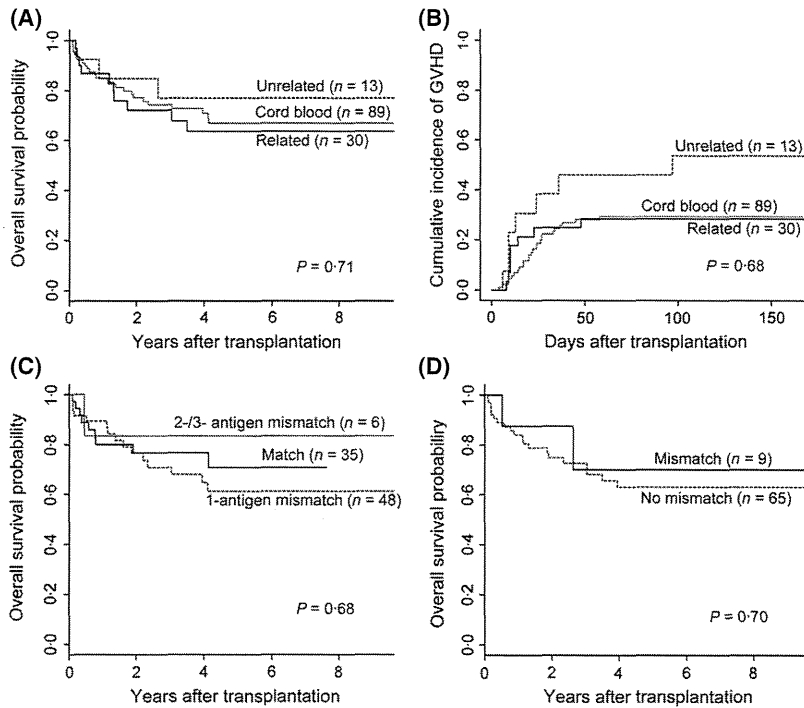 (A)
Overall survival probability
1·0
0·8
0·6
0·4
0·2
0·0
Unrelated (n = 13)
Cord blood (n = 89)
Related (n = 30)
P = 0·71
0 2 4 6 8
Years after transplantation
(B)
Cumulative incidence of GVHD
1·0
0·8
0·6
0·4
0·2
0·0
Unrelated (n = 13)
Cord blood (n = 89)
Related (n = 30)
P = 0·68
0 50 100 150
Days after transplantation
(C)
Overall survival probability
1·0
0·8
0·6
0·4
0·2
0·0
2-/3- antigen mismatch (n = 6)
Match (n = 35)
1-antigen mismatch (n = 48)
P = 0·68
0 2 4 6 8
Years after transplantation
(D)
Overall survival probability
1·0
0·8
0·6
0·4
0·2
0·0
Mismatch (n = 9)
No mismatch (n = 65)
P = 0·70
0 2 4 6 8
Years after transplantation